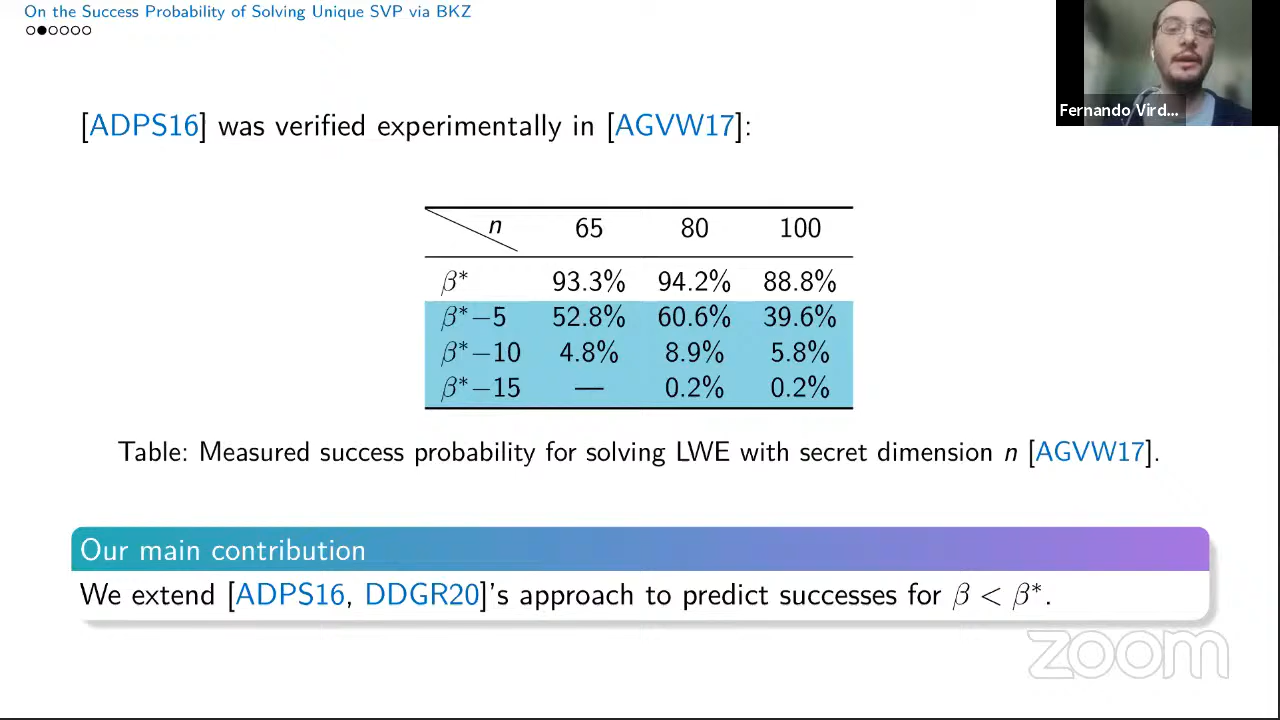 On the Success Probability of Solving Unique SVP via BKZ
Fernando Vird...
[ADPS16] was verified experimentally in [AGVW17]:
n 65 80 100
β* 93.3% 94.2% 88.8%
β*−5 52.8% 60.6% 39.6%
β*−10 4.8% 8.9% 5.8%
β*−15 — 0.2% 0.2%
Table: Measured success probability for solving LWE with secret dimension n [AGVW17].
Our main contribution
We extend [ADPS16, DDGR20]'s approach to predict successes for β < β*.
zoom